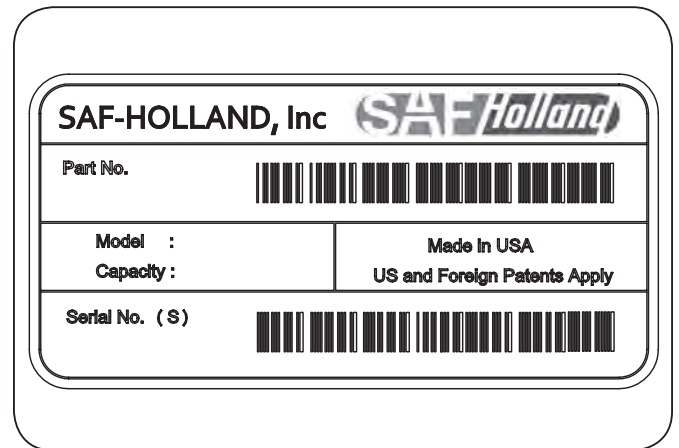 SAF-HOLLAND, Inc SAF Holland
Part No.
Model :
Capacity :
Made in USA
US and Foreign Patents Apply
Serial No. (S)